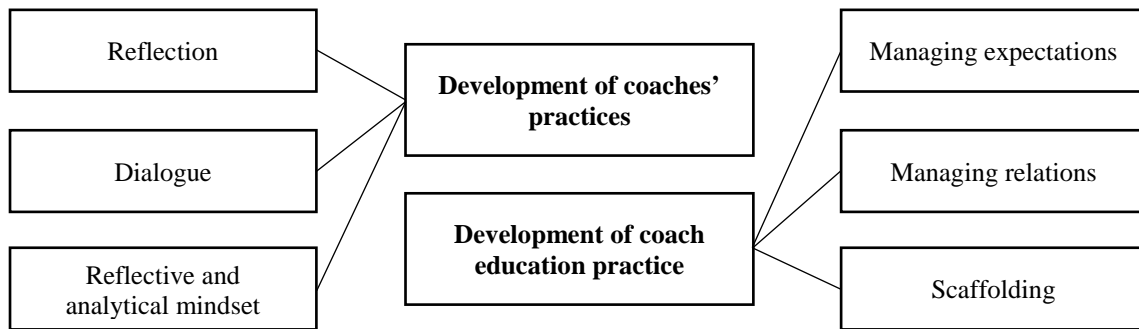 Reflection
Dialogue
Reflective and
analytical mindset
Development of coaches’
practices
Development of coach
education practice
Managing expectations
Managing relations
Scaffolding